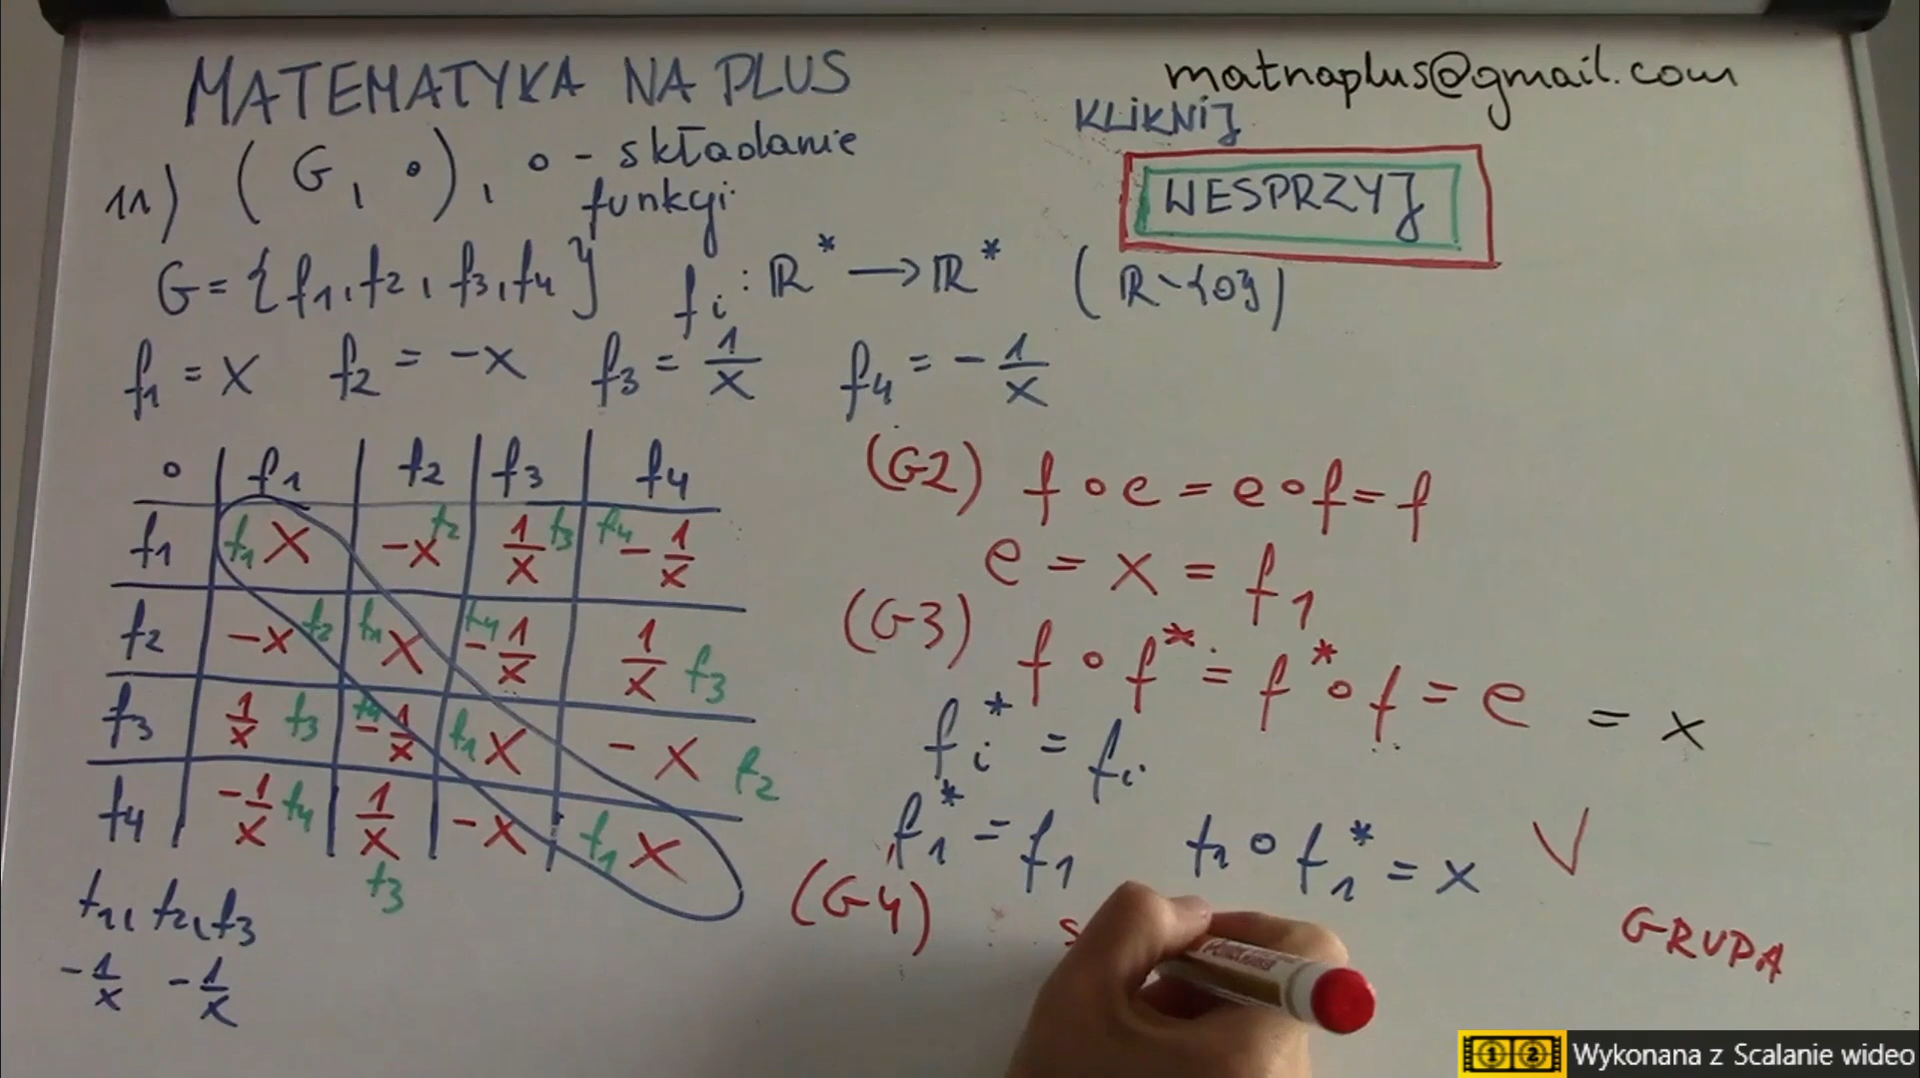 MATEMATYKA NA PLUS
matnaplus@gmail.com
KLIKNIJ
WESPRZYJ
11) (G, ∘), ∘ - składanie
funkcji
G = {f1, f2, f3, f4} fi : ℝ* → ℝ* (ℝ\{0})
f1 = x f2 = -x f3 = 1/x f4 = -1/x
∘ f1 f2 f3 f4
f1 f1 x -x f2 1/x f3 f4 -1/x
f2 -x f2 f1 x f4 -1/x 1/x f3
f3 1/x f3 f4 -1/x f1 x -x f2
f4 -1/x f4 1/x f3 -x f1 x
f1, f2, f3
-1/x -1/x
(G2) f ∘ e = e ∘ f = f
e = x = f1
(G3) f ∘ f* = f* ∘ f = e = x
fi* = fi
f1* = f1 f1 ∘ f1* = x ✓
(G4)
GRUPA
Wykonana z Scalanie wideo